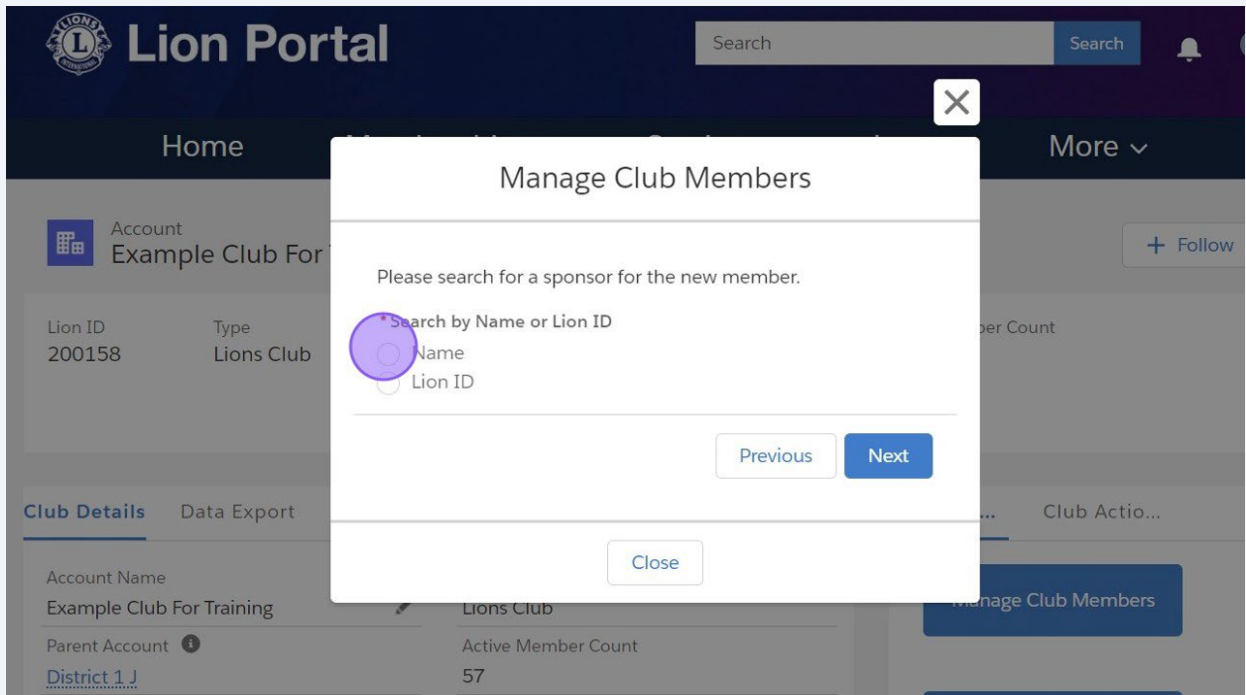 LIONS
L
INTERNATIONAL
Lion Portal
Search
Search
Home
More
Manage Club Members
Account
Example Club For
+ Follow
Please search for a sponsor for the new member.
Lion ID
200158
Type
Lions Club
* Search by Name or Lion ID
Name
Lion ID
Count
Previous
Next
Club Details
Data Export
...
Club Actio...
Close
Account Name
Example Club For Training
Lions Club
Manage Club Members
Parent Account
District 1 J
Active Member Count
57